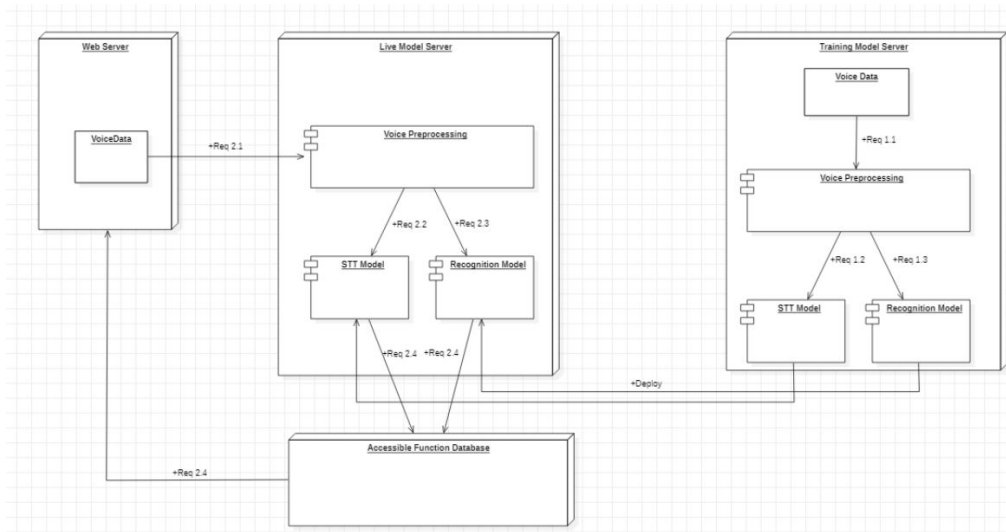 Web Server
Live Model Server
Training Model Server
Voice Data
VoiceData
+Req 2.1
Voice Preprocessing
+Req 1.1
Voice Preprocessing
+Req 2.2
+Req 2.3
+Req 1.2
+Req 1.3
STT Model
Recognition Model
STT Model
Recognition Model
+Req 2.4
+Req 2.4
+Deploy
Accessible Function Database
+Req 2.4